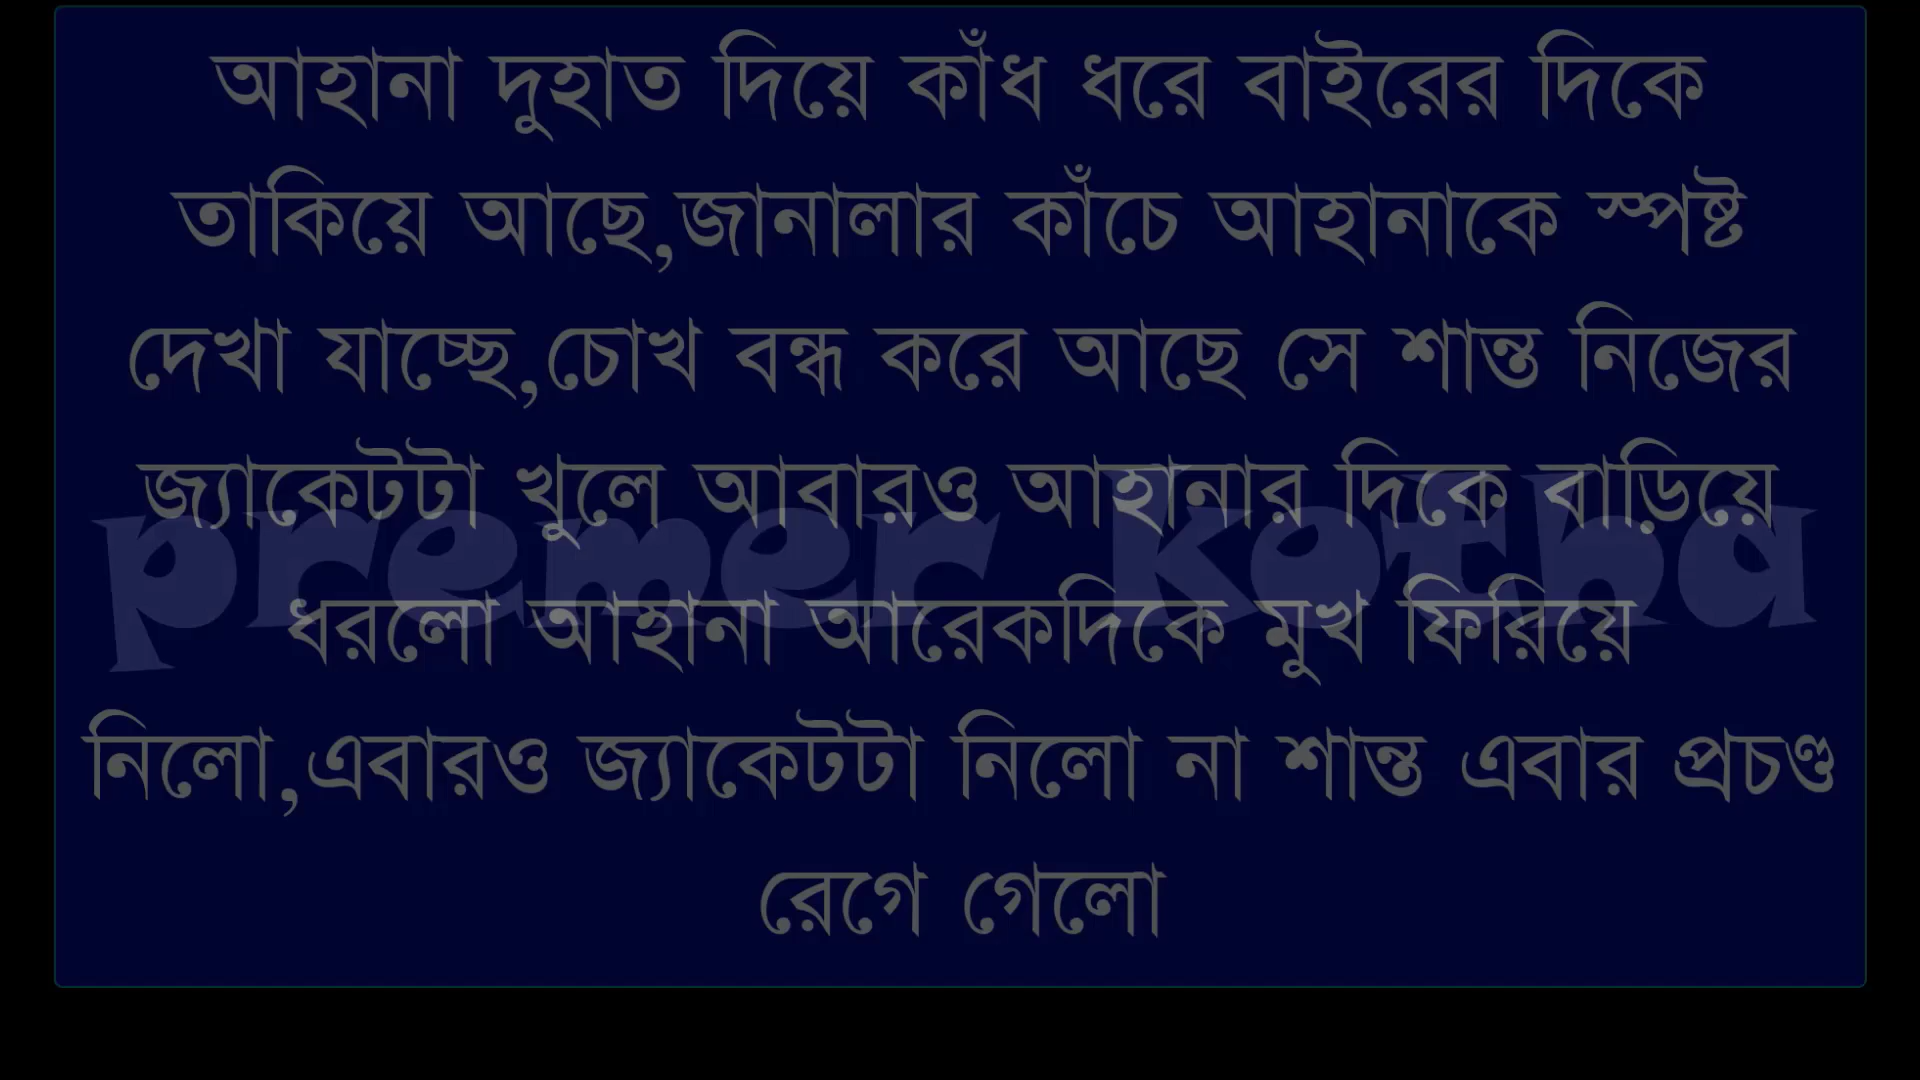 আহানা দুহাত দিয়ে কাঁধ ধরে বাইরের দিকে
তাকিয়ে আছে,জানালার কাঁচে আহানাকে স্পষ্ট
দেখা যাচ্ছে,চোখ বন্ধ করে আছে সে শান্ত নিজের
জ্যাকেটটা খুলে আবারও আহানার দিকে বাড়িয়ে
premer kotha
ধরলো আহানা আরেকদিকে মুখ ফিরিয়ে
নিলো,এবারও জ্যাকেটটা নিলো না শান্ত এবার প্রচণ্ড
রেগে গেলো